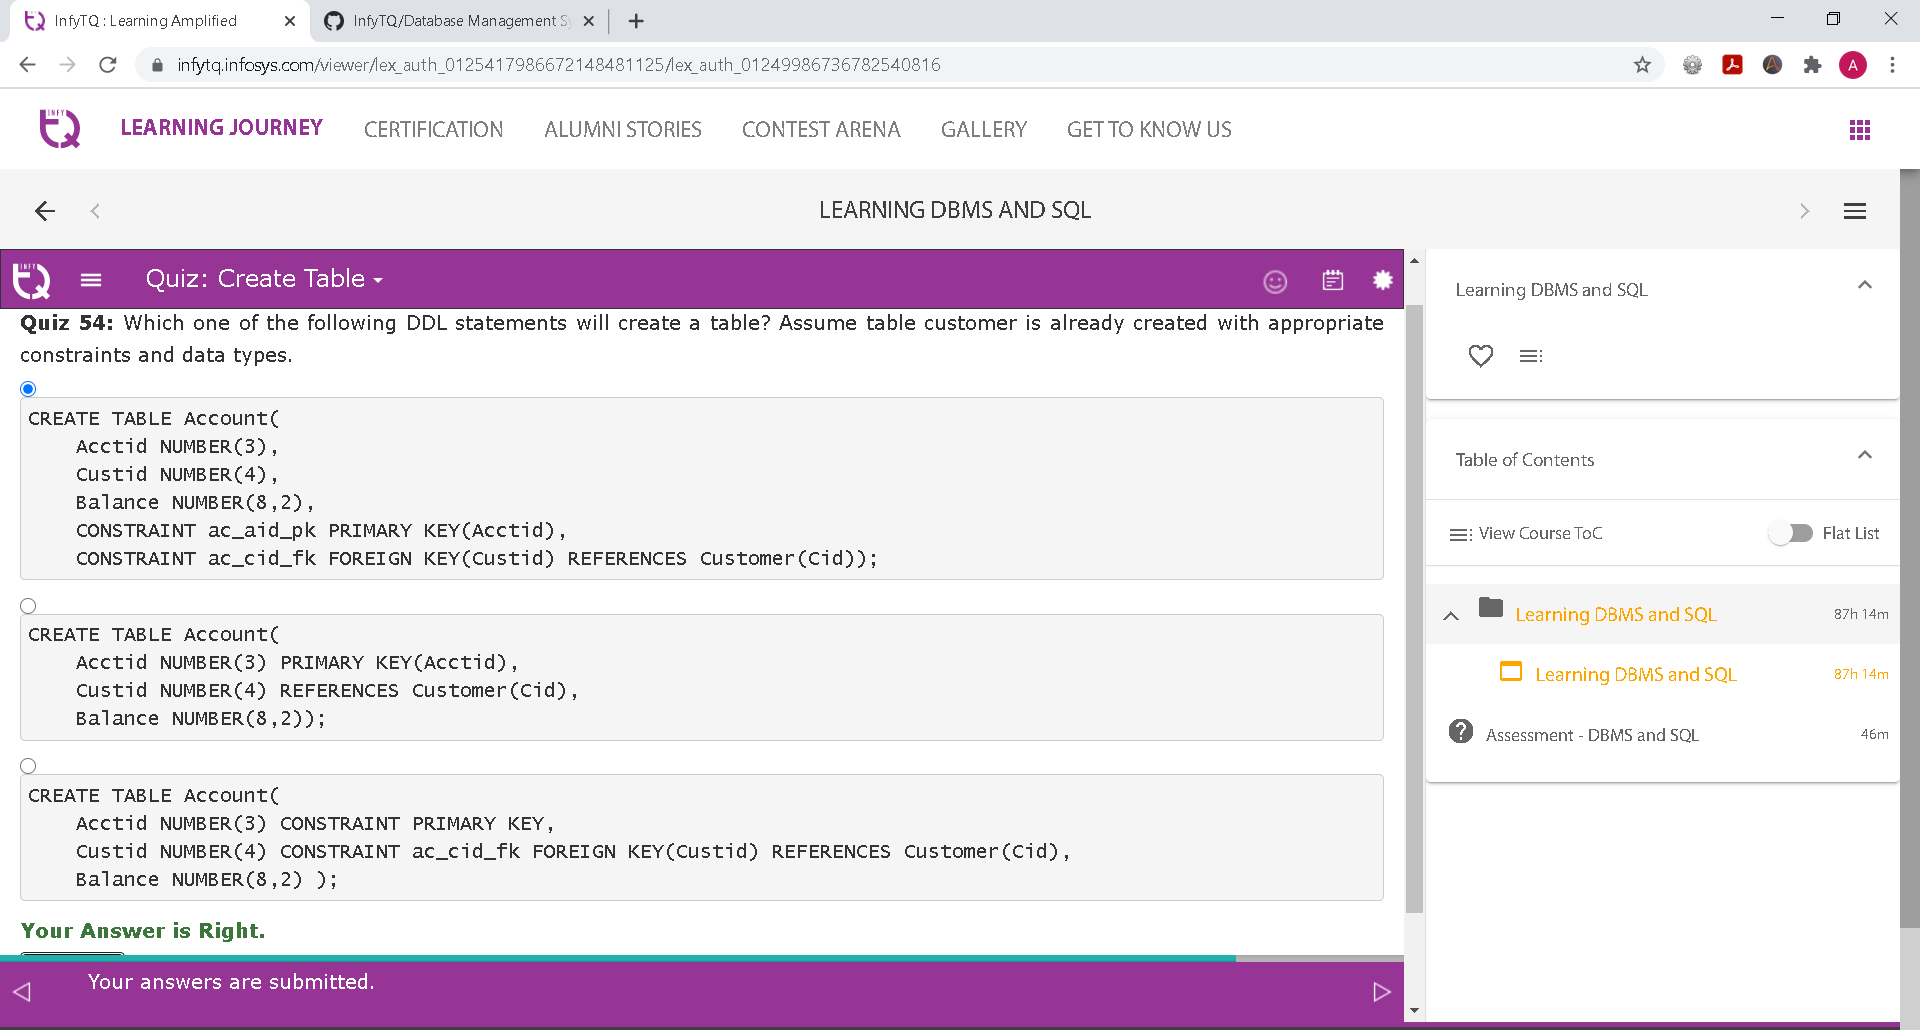 InfyTQ : Learning Amplified
InfyTQ/Database Management Sy
infytq.infosys.com/viewer/lex_auth_0125417986672148481125/lex_auth_01249986736782540816
A
INFY
TQ
LEARNING JOURNEY
CERTIFICATION
ALUMNI STORIES
CONTEST ARENA
GALLERY
GET TO KNOW US
LEARNING DBMS AND SQL
INFY
TQ
Quiz: Create Table
Quiz 54: Which one of the following DDL statements will create a table? Assume table customer is already created with appropriate
constraints and data types.
CREATE TABLE Account(
Acctid NUMBER(3),
Custid NUMBER(4),
Balance NUMBER(8,2),
CONSTRAINT ac_aid_pk PRIMARY KEY(Acctid),
CONSTRAINT ac_cid_fk FOREIGN KEY(Custid) REFERENCES Customer(Cid));
CREATE TABLE Account(
Acctid NUMBER(3) PRIMARY KEY(Acctid),
Custid NUMBER(4) REFERENCES Customer(Cid),
Balance NUMBER(8,2));
CREATE TABLE Account(
Acctid NUMBER(3) CONSTRAINT PRIMARY KEY,
Custid NUMBER(4) CONSTRAINT ac_cid_fk FOREIGN KEY(Custid) REFERENCES Customer(Cid),
Balance NUMBER(8,2) );
Your Answer is Right.
Your answers are submitted.
Learning DBMS and SQL
Table of Contents
View Course ToC
Flat List
Learning DBMS and SQL 87h 14m
Learning DBMS and SQL 87h 14m
Assessment - DBMS and SQL 46m